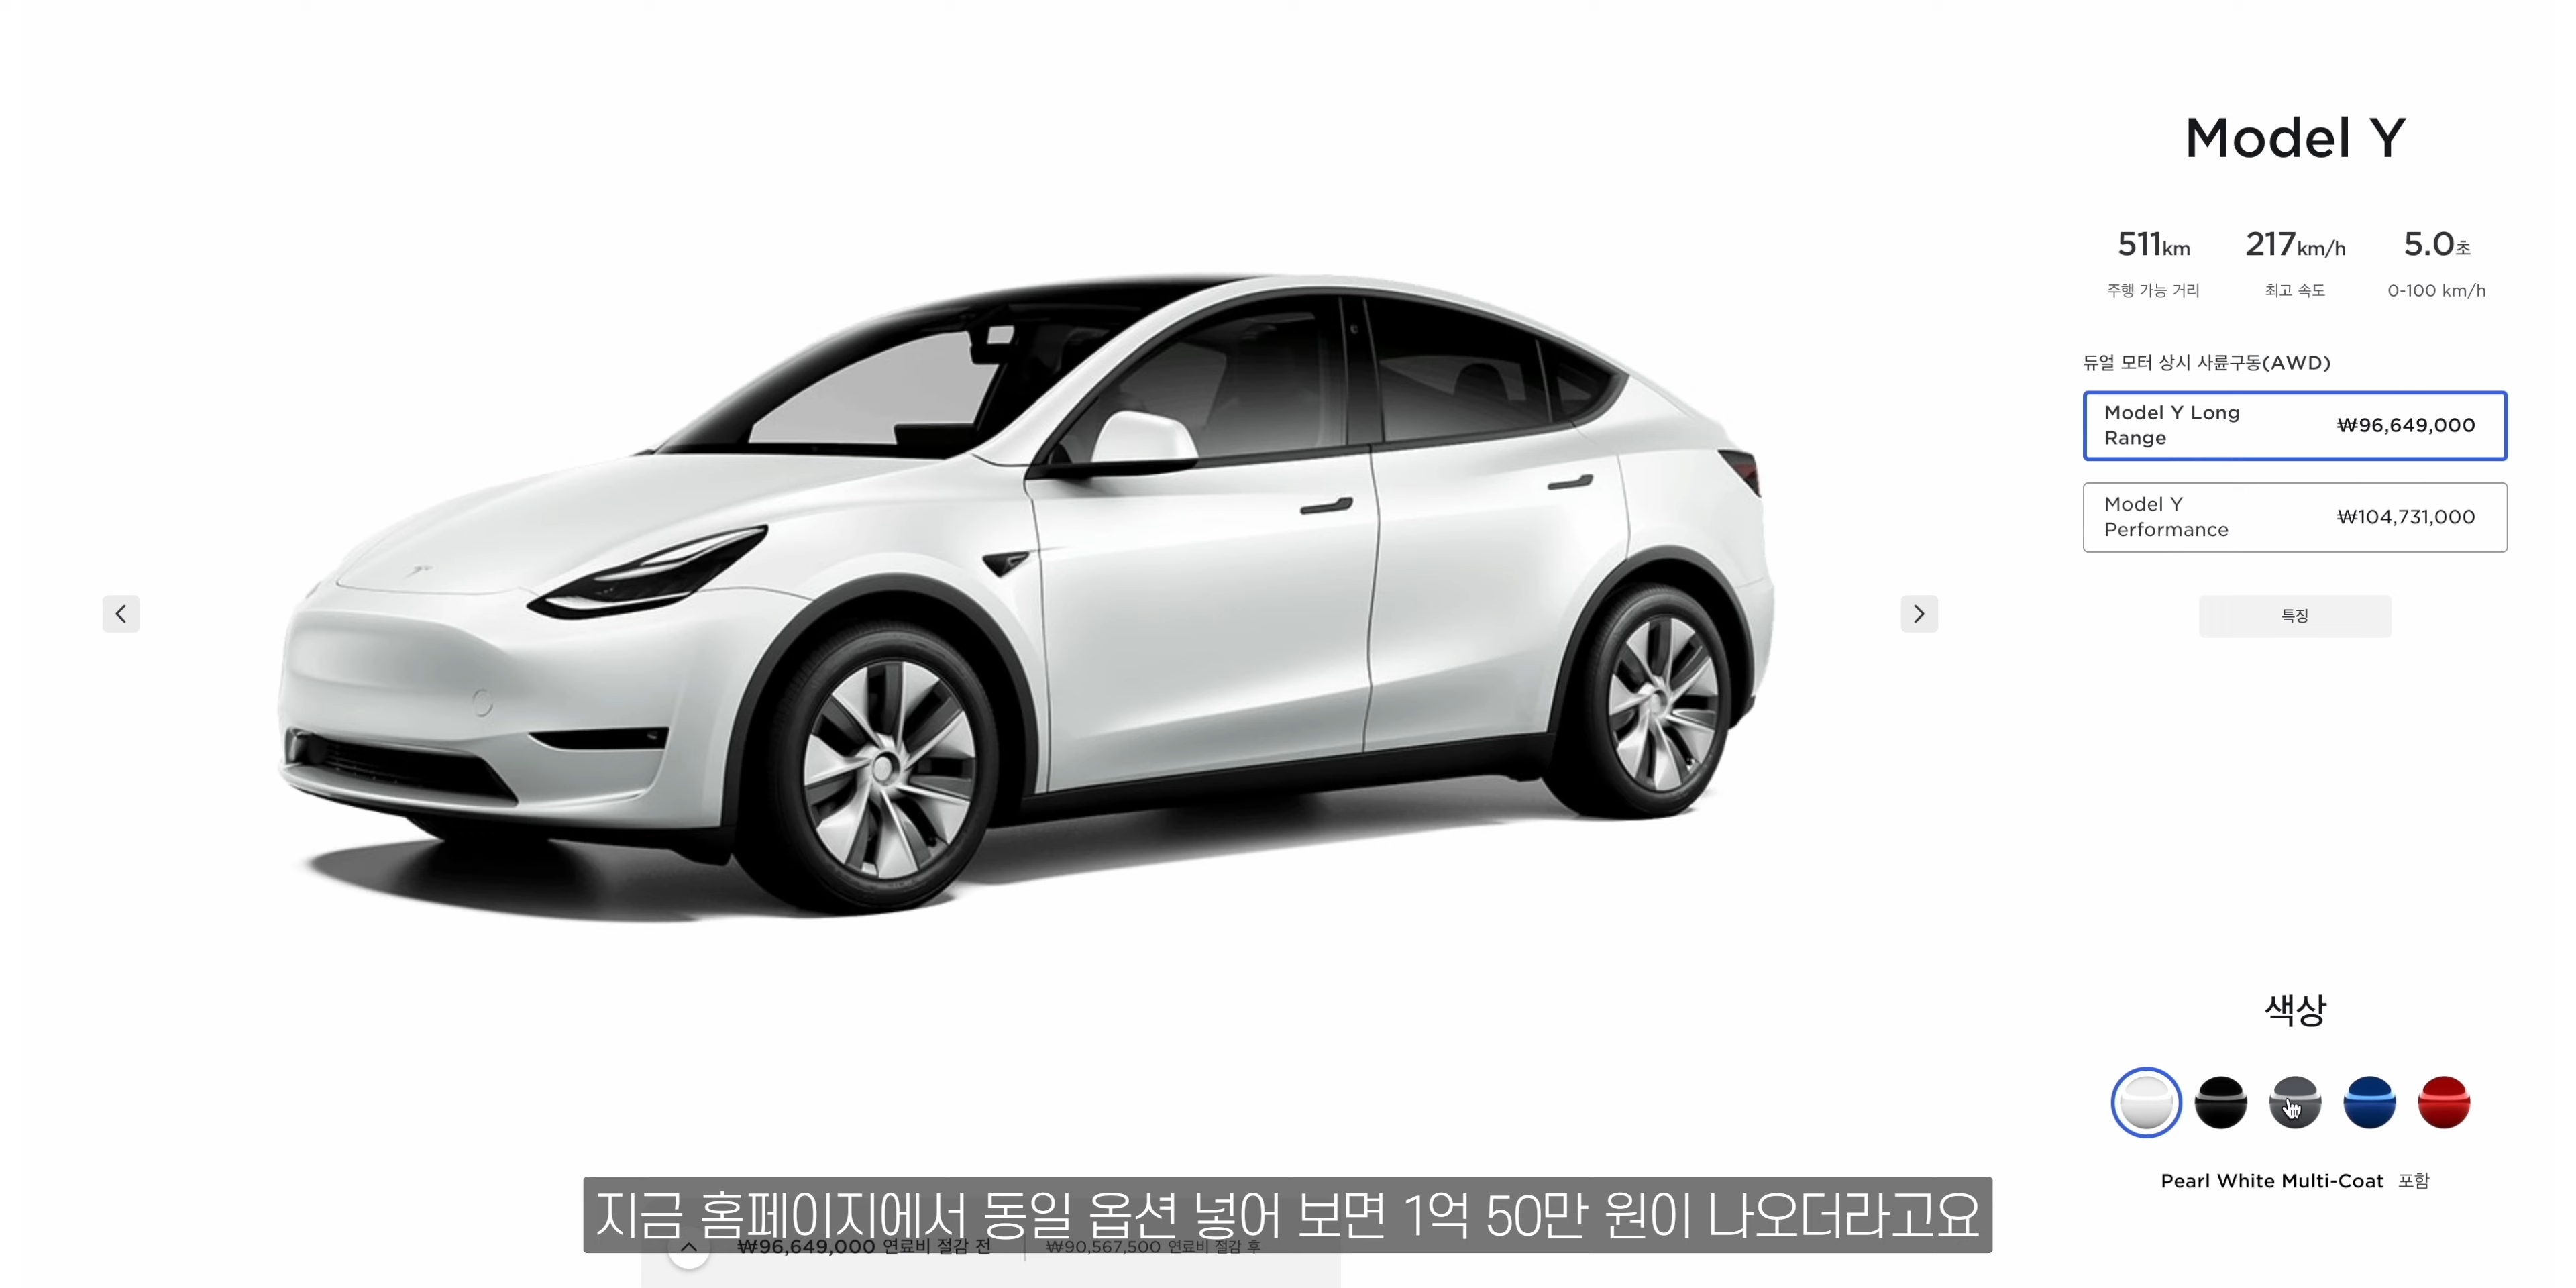 Model Y
511km 217km/h 5.0초
주행 가능 거리 최고 속도 0-100 km/h
듀얼 모터 상시 사륜구동(AWD)
Model Y Long
Range
₩96,649,000
Model Y
Performance
₩104,731,000
특징
색상
Pearl White Multi-Coat 포함
지금 홈페이지에서 동일 옵션 넣어 보면 1억 50만 원이 나오더라고요
₩96,649,000 연료비 절감 전 ₩90,567,500 연료비 절감 후